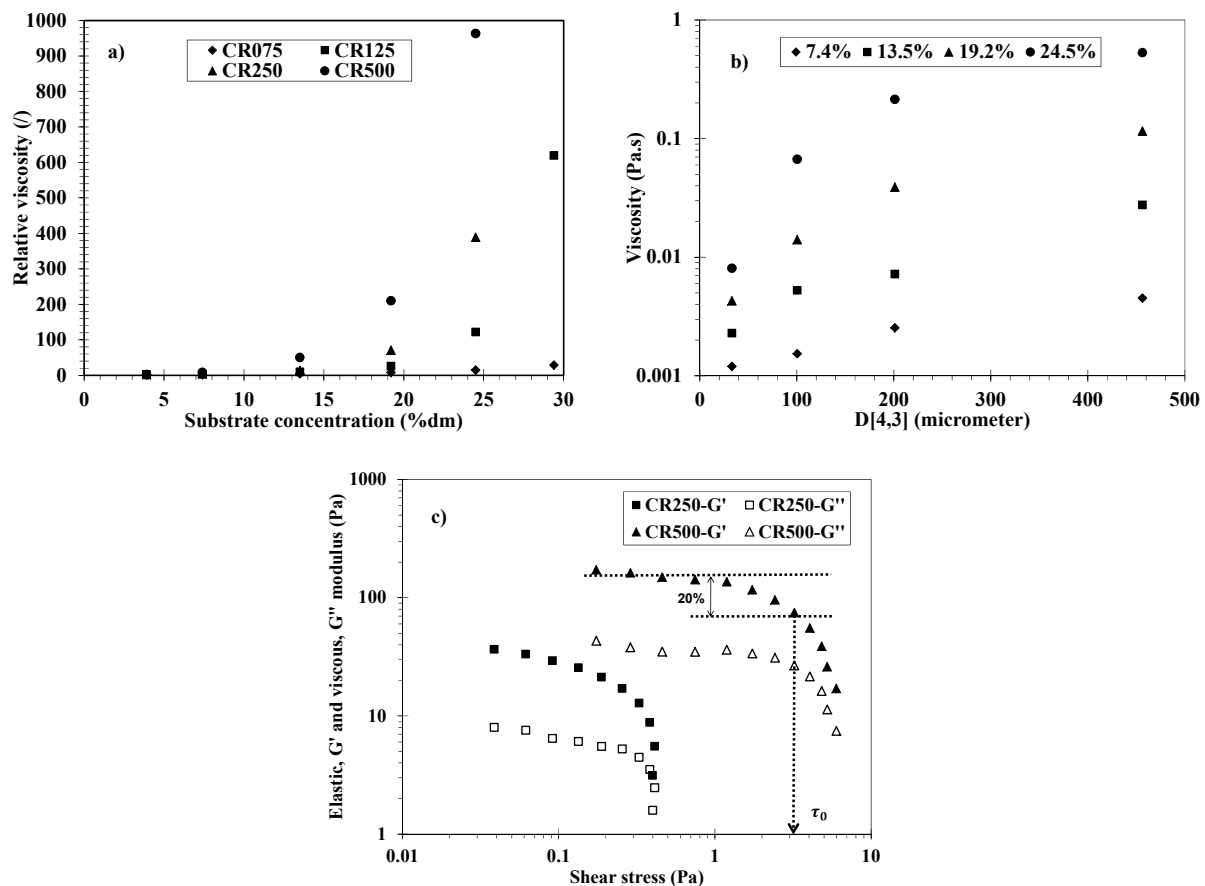 a)
CR075 CR125
CR250 CR500
1000
900
800
700
600
500
400
300
200
100
0
Relative viscosity (/)
0 5 10 15 20 25 30
Substrate concentration (%dm)
b)
7.4% 13.5% 19.2% 24.5%
1
0.1
0.01
0.001
Viscosity (Pa.s)
0 100 200 300 400 500
D[4,3] (micrometer)
c)
CR250-G' CR250-G''
CR500-G' CR500-G''
1000
100
10
1
Elastic, G' and viscous, G'' modulus (Pa)
20%
τ0
0.01 0.1 1 10
Shear stress (Pa)